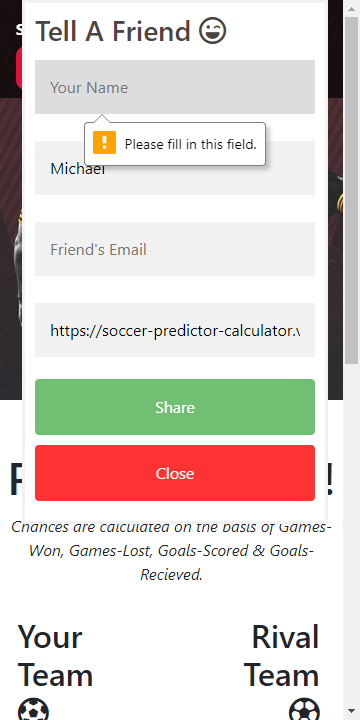 Tell A Friend
Your Name
Please fill in this field.
Michael
Friend's Email
https://soccer-predictor-calculator.v
Share
Close
Chances are calculated on the basis of Games-
Won, Games-Lost, Goals-Scored & Goals-
Recieved.
Your
Team
Rival
Team